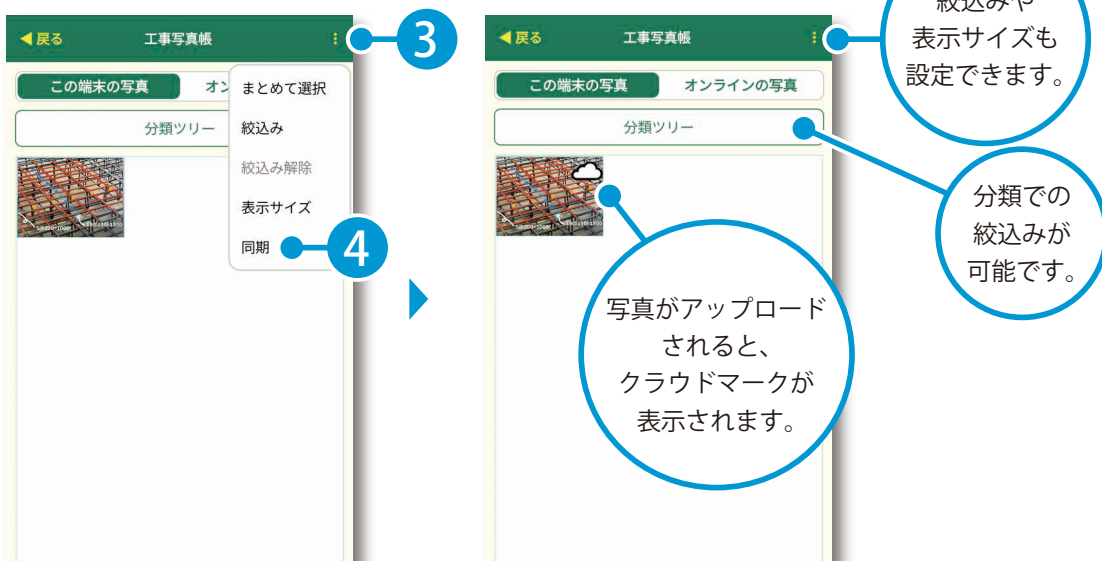 ◀戻る
工事写真帳
3
この端末の写真
オン
まとめて選択
絞込み
絞込み解除
表示サイズ
同期
4
分類ツリー
◀戻る
工事写真帳
絞込みや
表示サイズも
設定できます。
この端末の写真
オンラインの写真
分類ツリー
分類での
絞込みが
可能です。
写真がアップロード
されると、
クラウドマークが
表示されます。